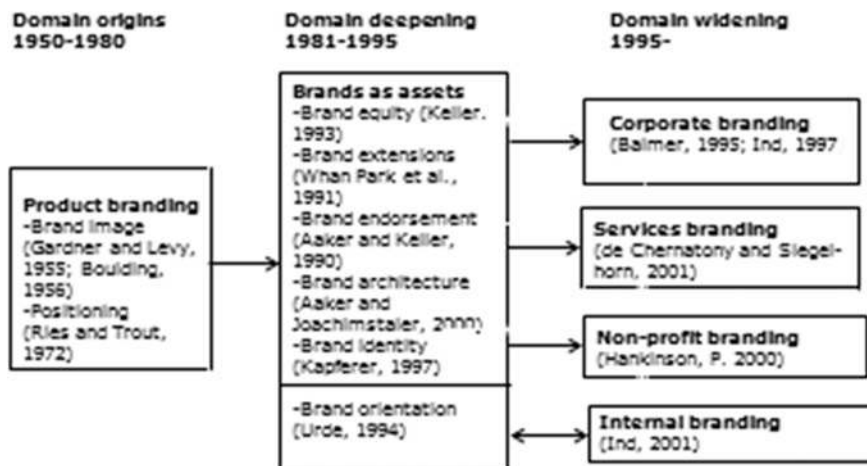 Domain origins
1950-1980
Domain deepening
1981-1995
Domain widening
1995-
Product branding
-Brand image
(Gardner and Levy,
1955; Boulding,
1956)
-Positioning
(Ries and Trout,
1972)
Brands as assets
-Brand equity (Keller.
1993)
-Brand extensions
(Whan Park et al.,
1991)
-Brand endorsement
(Aaker and Keller,
1990)
-Brand architecture
(Aaker and
Joachimstaler, 2000)
-Brand identity
(Kapferer, 1997)
-Brand orientation
(Urde, 1994)
Corporate branding
(Balmer, 1995; Ind, 1997
Services branding
(de Chernatony and Siegel-
horn, 2001)
Non-profit branding
(Hankinson, P. 2000)
Internal branding
(Ind, 2001)